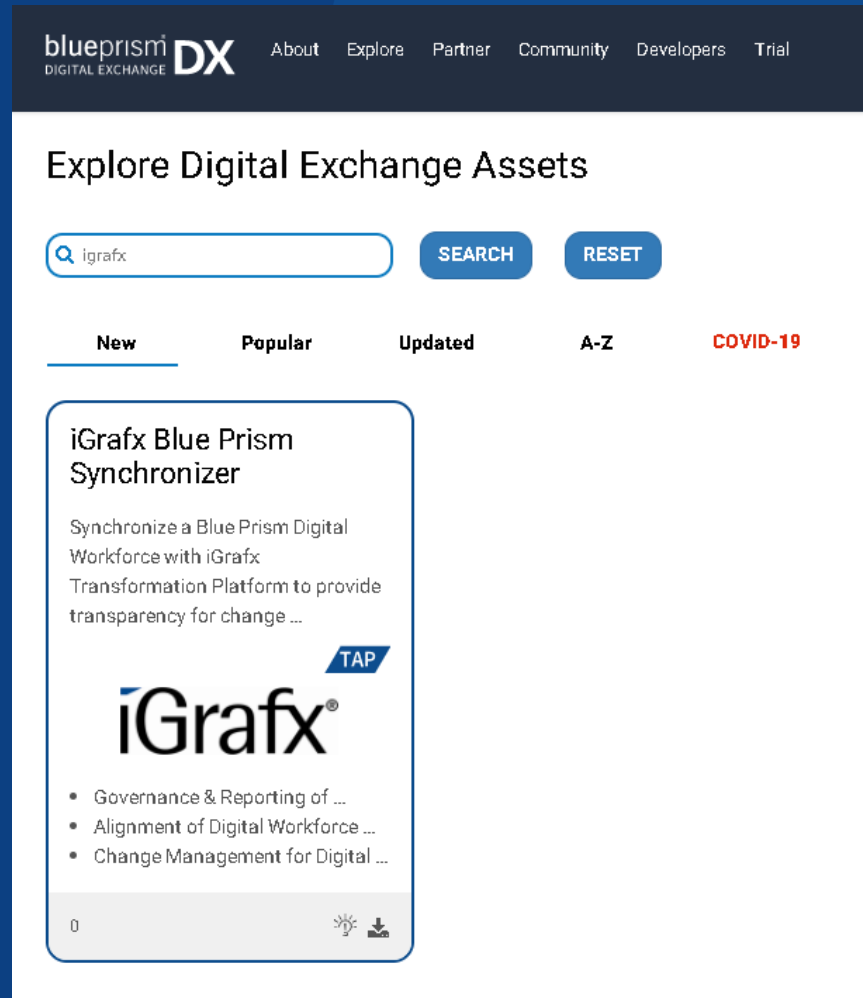 blueprism DX
DIGITAL EXCHANGE
About Explore Partner Community Developers Trial
Explore Digital Exchange Assets
igrafx
SEARCH
RESET
New Popular Updated A-Z COVID-19
iGrafx Blue Prism
Synchronizer
Synchronize a Blue Prism Digital
Workforce with iGrafx
Transformation Platform to provide
transparency for change ...
TAP
iGrafx®
• Governance & Reporting of ...
• Alignment of Digital Workforce ...
• Change Management for Digital ...
0